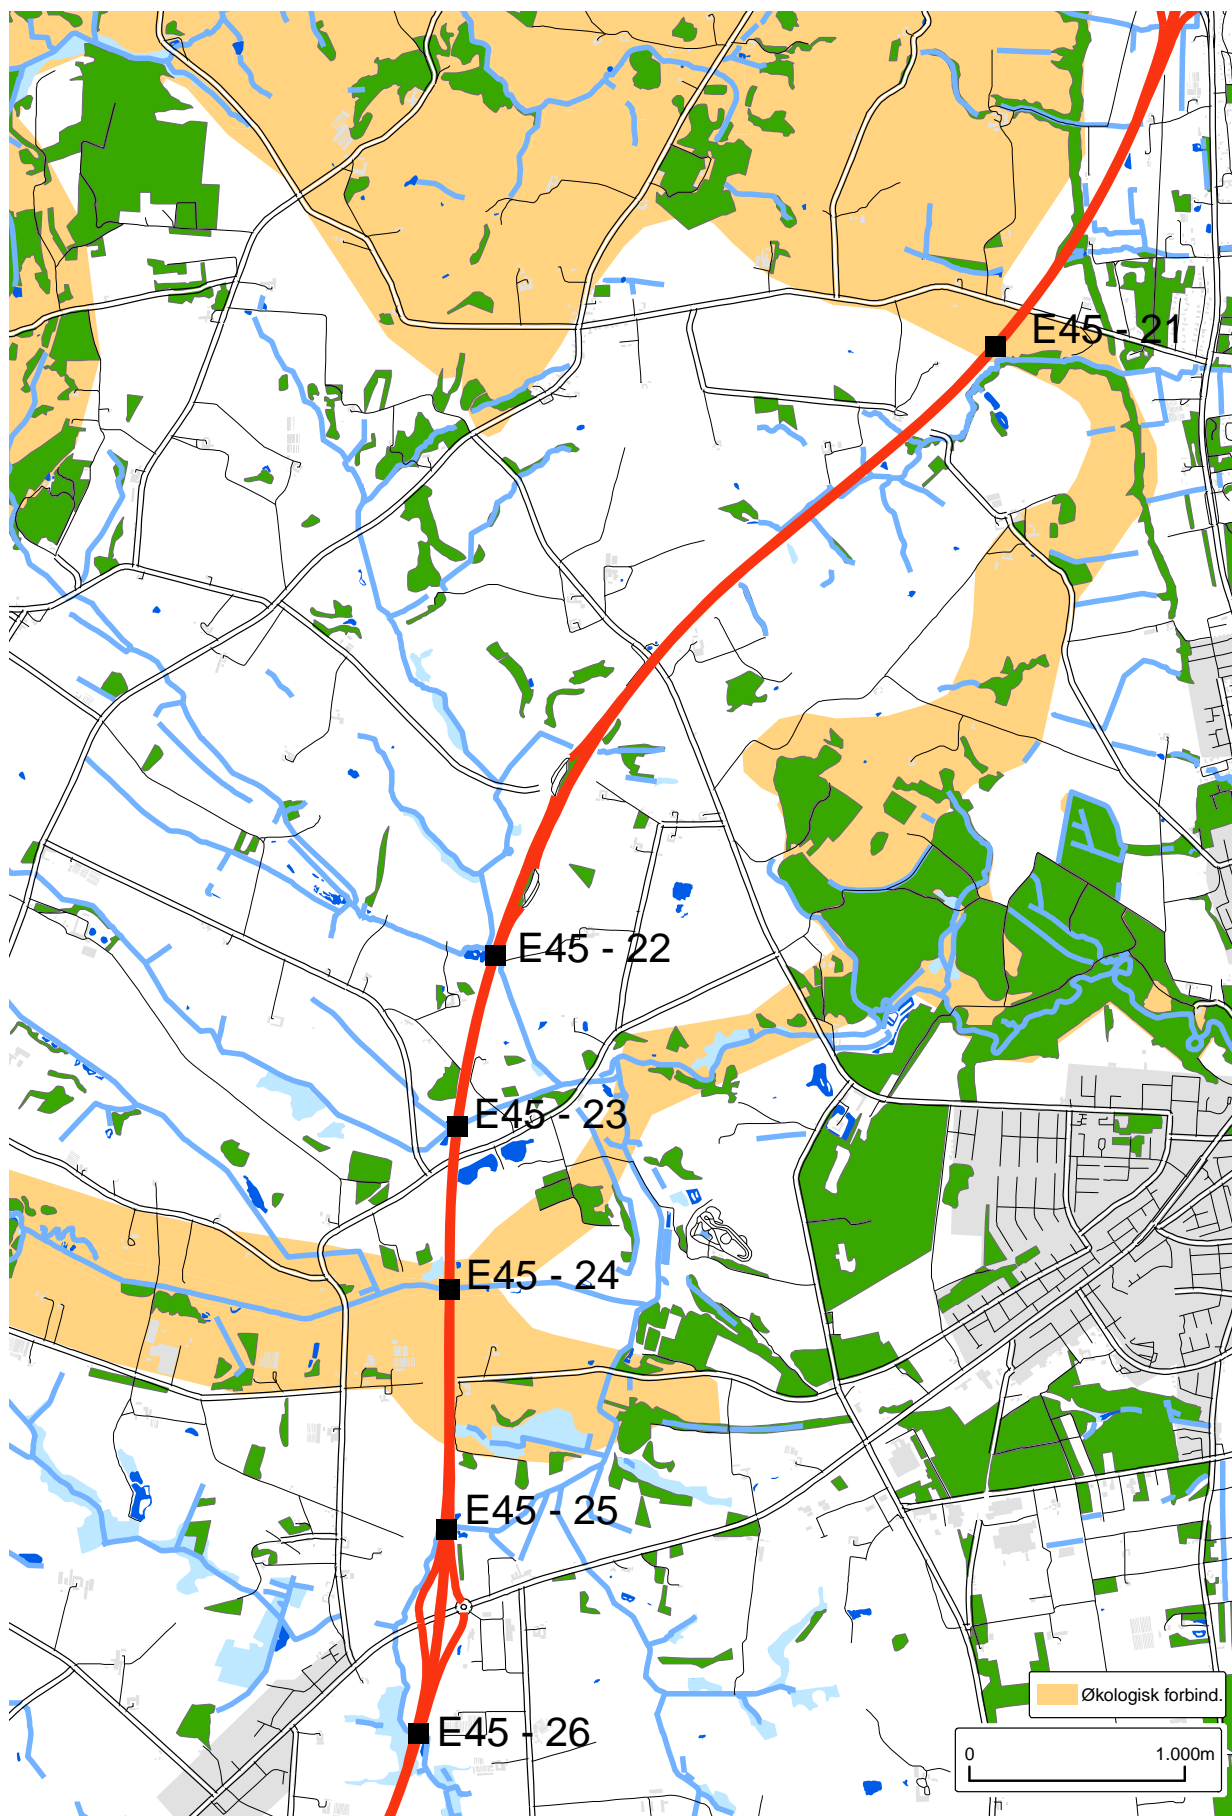 E45 - 21
E45 - 22
E45 - 23
E45 - 24
E45 - 25
E45 - 26
Økologisk forbind.
0 1.000m